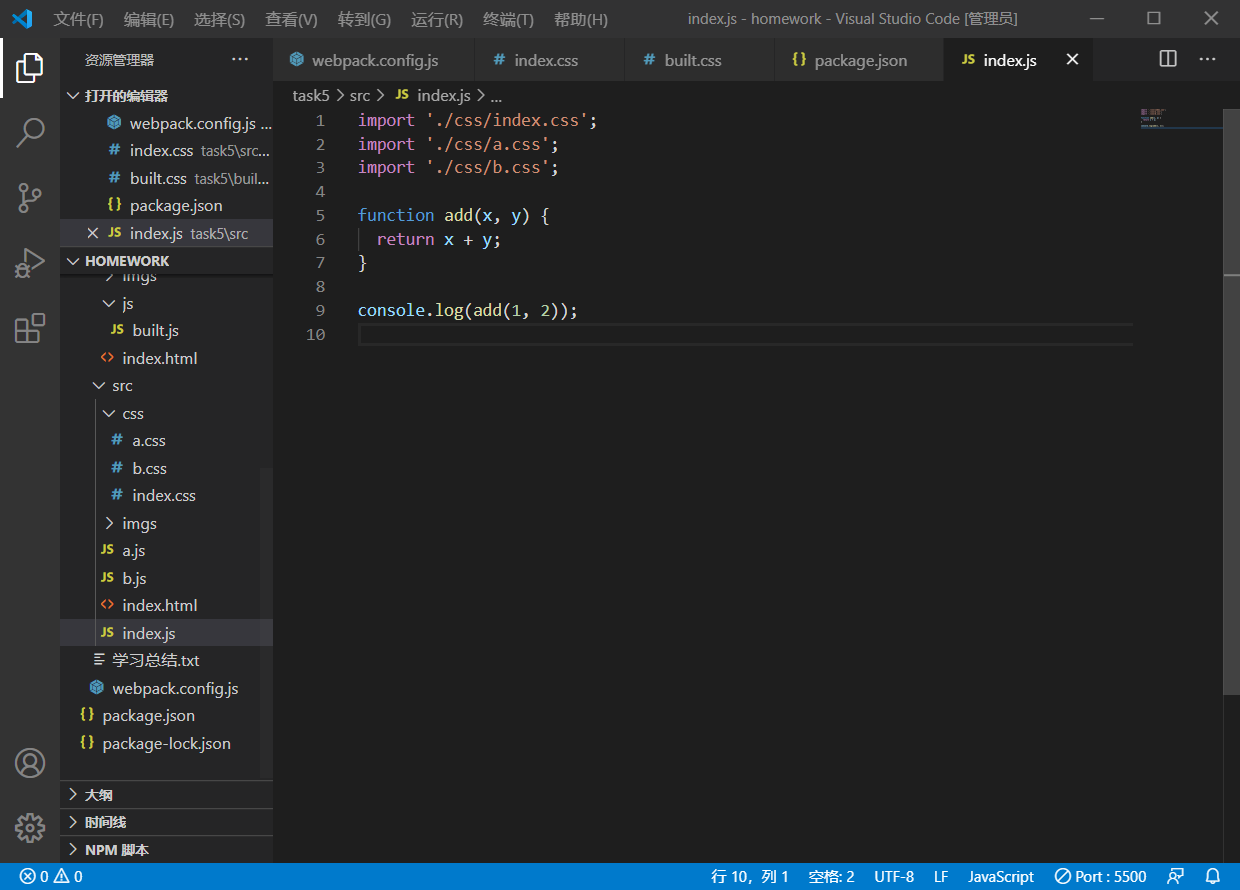 文件(F) 编辑(E) 选择(S) 查看(V) 转到(G) 运行(R) 终端(T) 帮助(H) index.js - homework - Visual Studio Code [管理员]
资源管理器
打开的编辑器
webpack.config.js ...
# index.css task5\src...
# built.css task5\buil...
{} package.json
JS index.js task5\src
HOMEWORK
imgs
js
JS built.js
<> index.html
src
css
# a.css
# b.css
# index.css
imgs
JS a.js
JS b.js
<> index.html
JS index.js
学习总结.txt
webpack.config.js
{} package.json
{} package-lock.json
大纲
时间线
NPM 脚本
webpack.config.js # index.css # built.css {} package.json JS index.js
task5 > src > JS index.js > ...
1 import './css/index.css';
2 import './css/a.css';
3 import './css/b.css';
4
5 function add(x, y) {
6 return x + y;
7 }
8
9 console.log(add(1, 2));
10
0 0 行 10，列 1 空格: 2 UTF-8 LF JavaScript Port : 5500